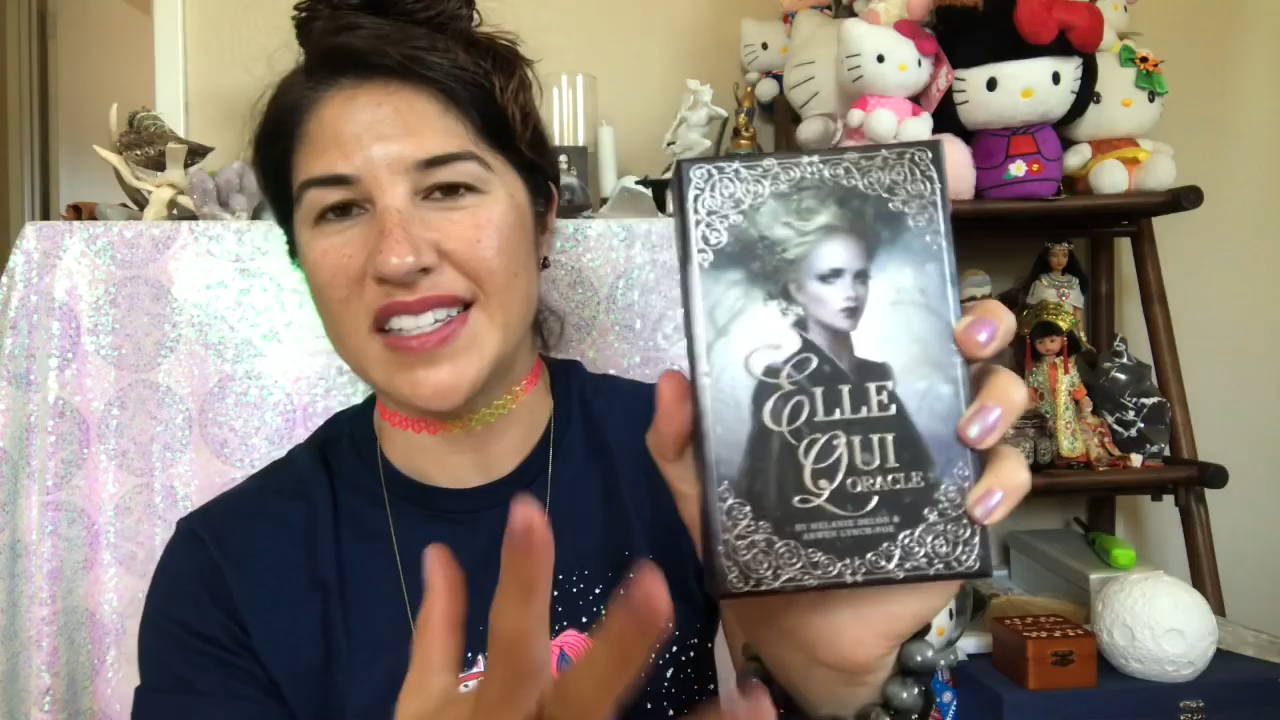 ELLE
QUI
ORACLE
BY MELANIE DELON &
ARWEN LYNCH-POE